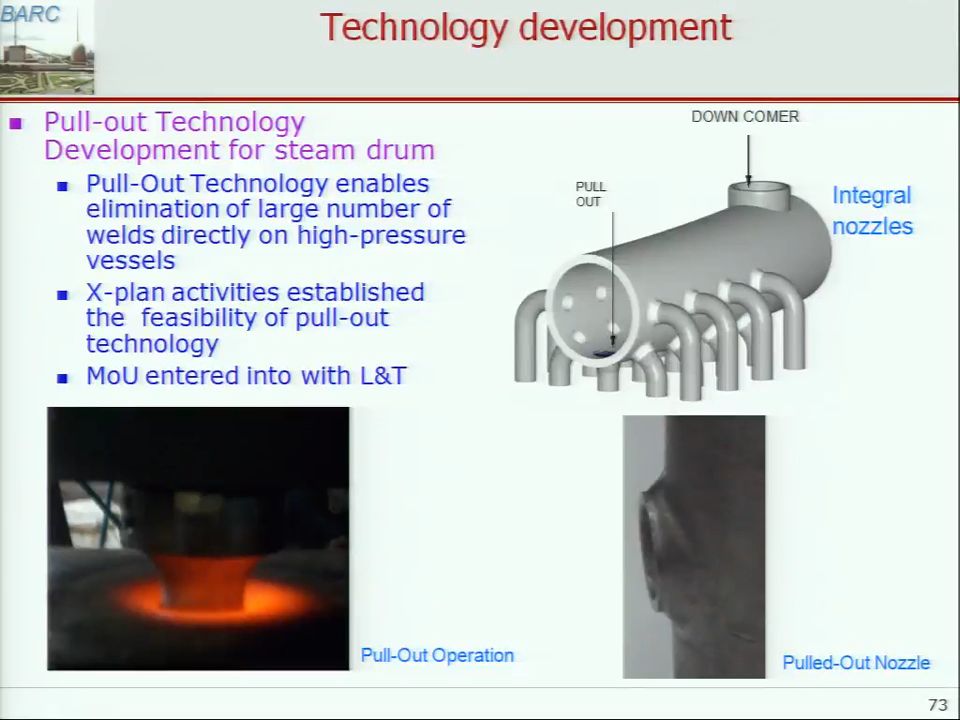 BARC
Technology development
Pull-out Technology
Development for steam drum
Pull-Out Technology enables
elimination of large number of
welds directly on high-pressure
vessels
X-plan activities established
the feasibility of pull-out
technology
MoU entered into with L&T
DOWN COMER
PULL
OUT
Integral
nozzles
Pull-Out Operation
Pulled-Out Nozzle
73